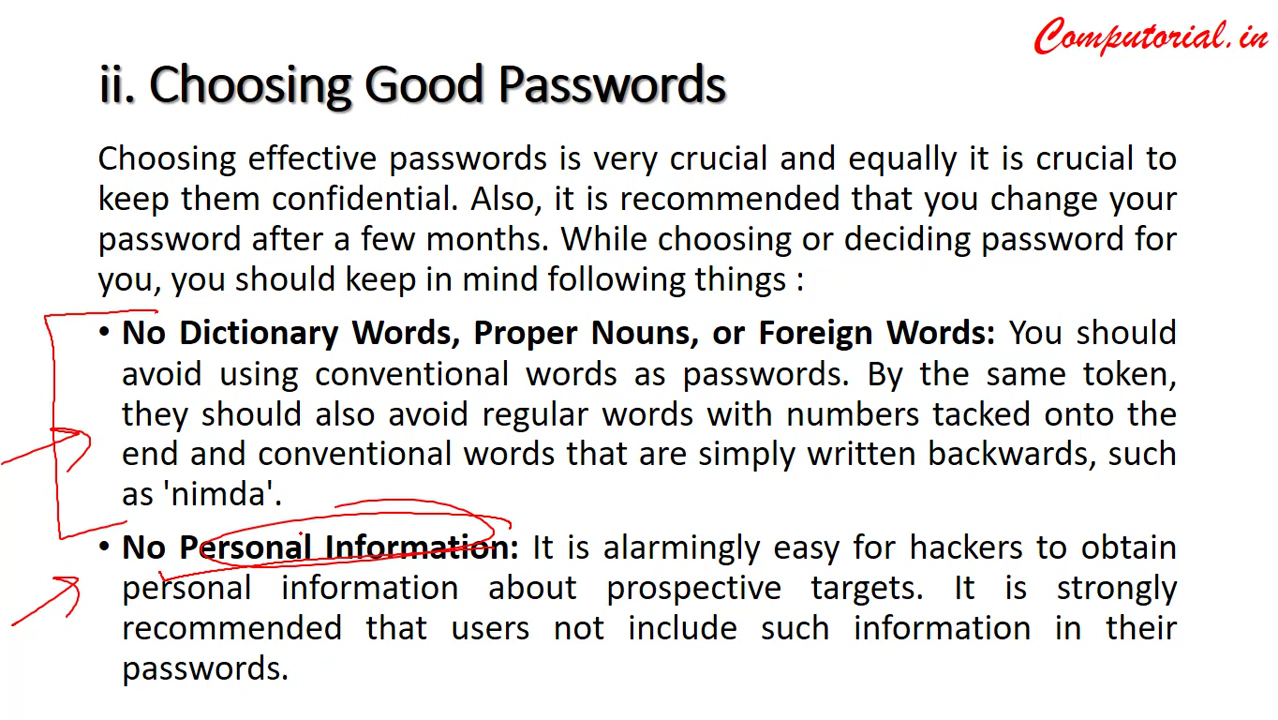 Computorial.in
ii. Choosing Good Passwords
Choosing effective passwords is very crucial and equally it is crucial to
keep them confidential. Also, it is recommended that you change your
password after a few months. While choosing or deciding password for
you, you should keep in mind following things :
• No Dictionary Words, Proper Nouns, or Foreign Words: You should
avoid using conventional words as passwords. By the same token,
they should also avoid regular words with numbers tacked onto the
end and conventional words that are simply written backwards, such
as 'nimda'.
• No Personal Information: It is alarmingly easy for hackers to obtain
personal information about prospective targets. It is strongly
recommended that users not include such information in their
passwords.